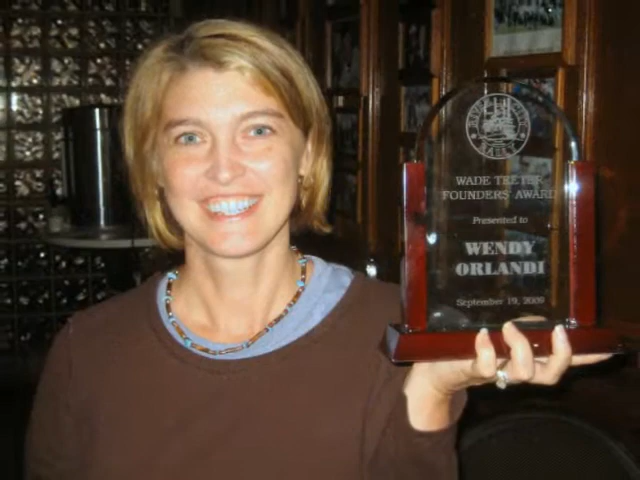 WADE TEETER
FOUNDERS' AWARD
Presented to
WENDY
ORLANDI
September 19, 2009